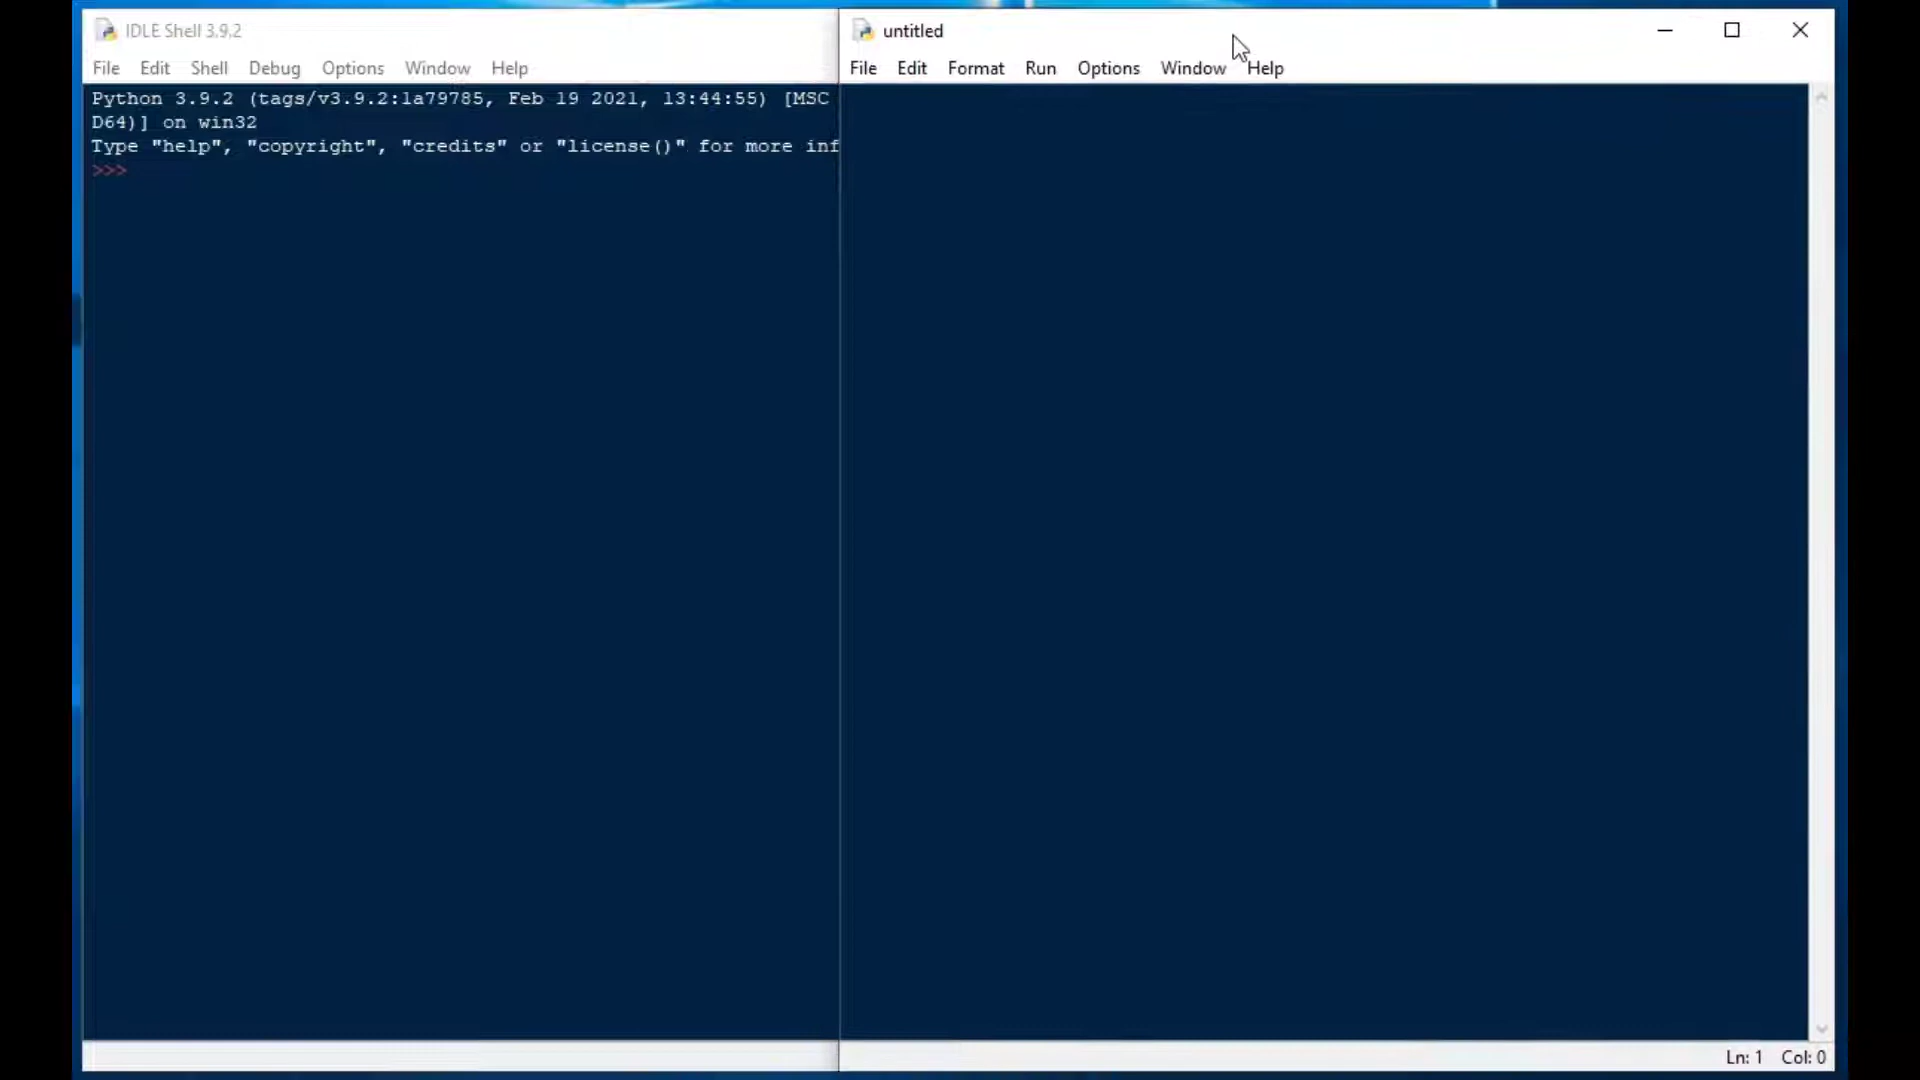 IDLE Shell 3.9.2
File Edit Shell Debug Options Window Help
Python 3.9.2 (tags/v3.9.2:1a79785, Feb 19 2021, 13:44:55) [MSC
D64)] on win32
Type "help", "copyright", "credits" or "license()" for more inf
>>>
untitled
File Edit Format Run Options Window Help
Ln: 1 Col: 0